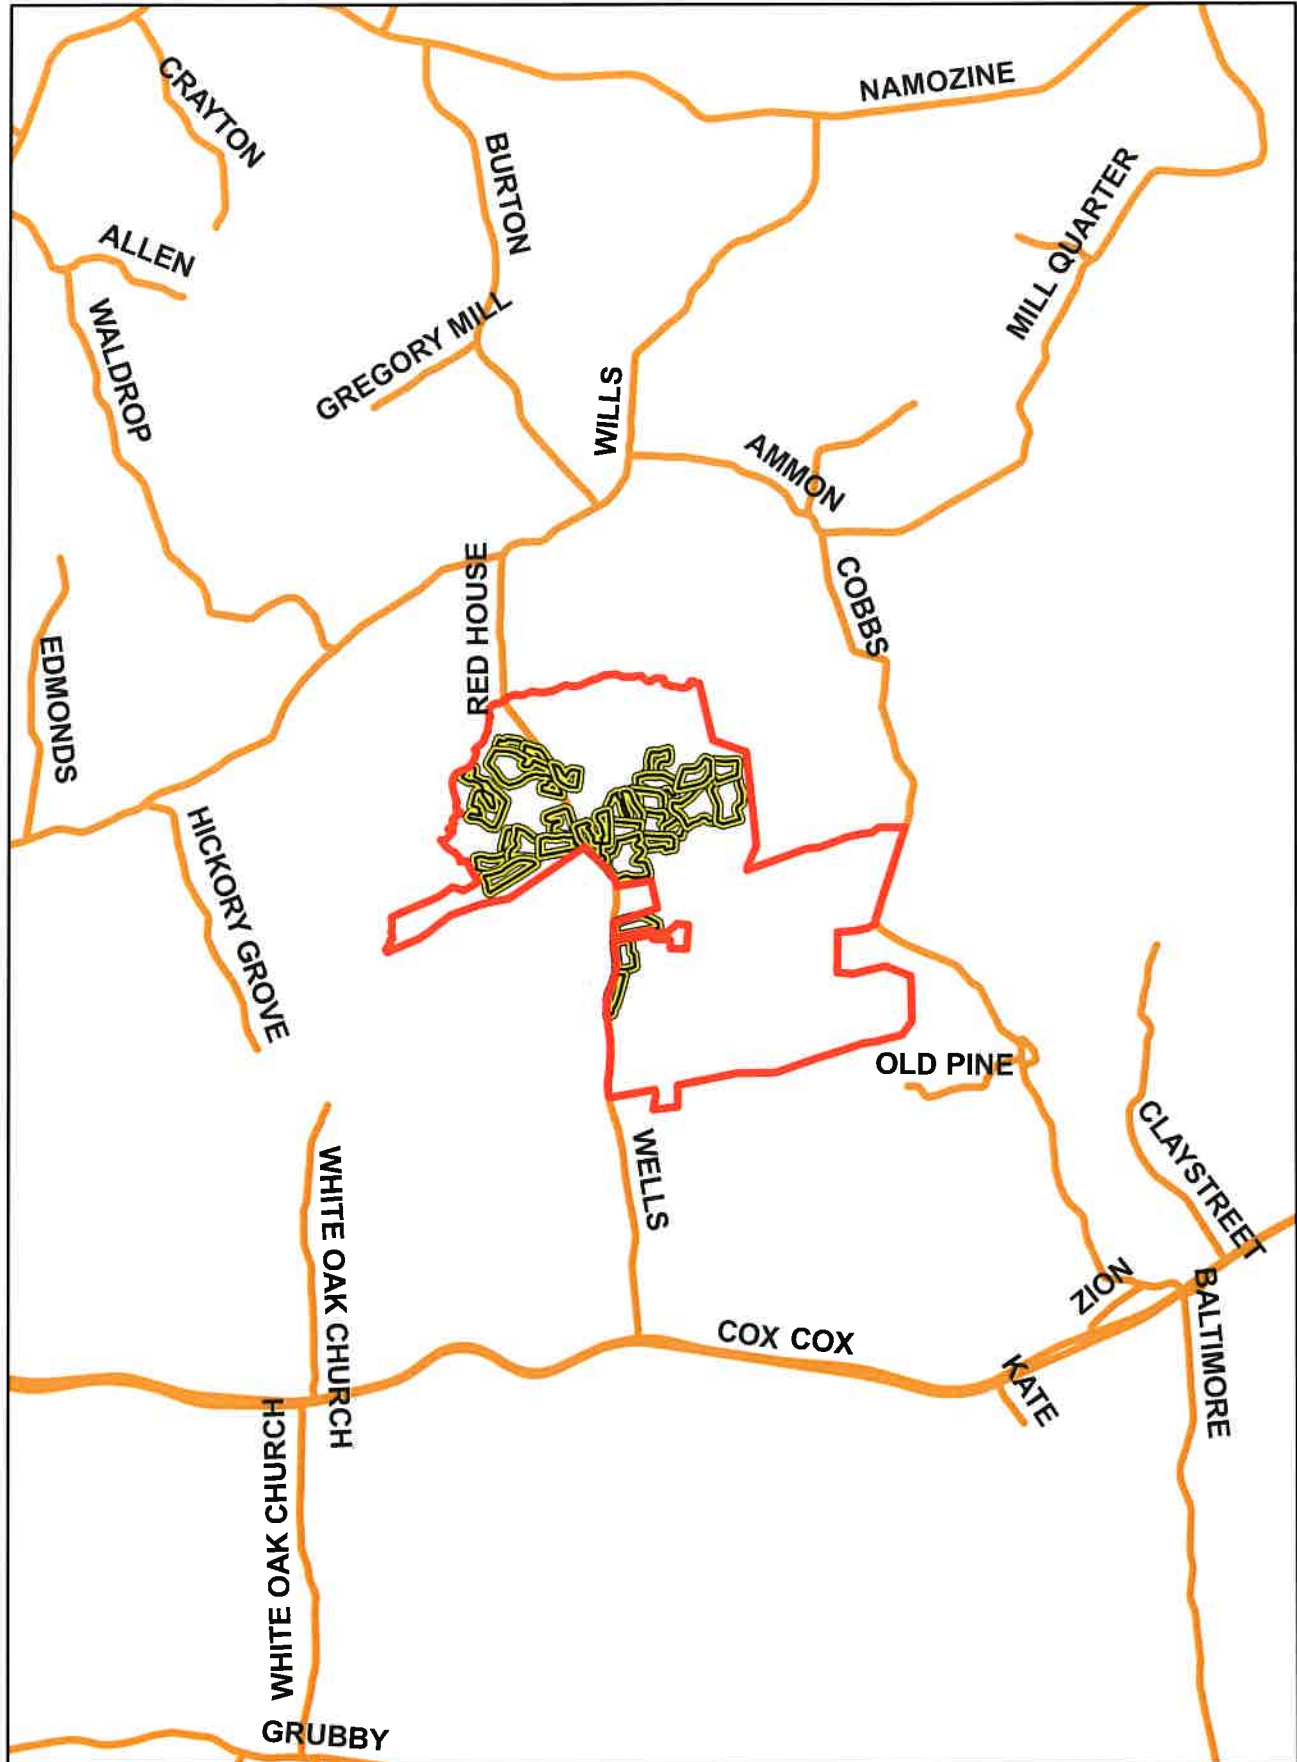 NAMOZINE
CRAYTON
BURTON
MILL QUARTER
ALLEN
WALDROP
GREGORY MILL
WILLS
AMMON
RED HOUSE
COBBS
EDMONDS
HICKORY GROVE
OLD PINE
CLAYSTREET
WELLS
WHITE OAK CHURCH
ZION
BALTIMORE
COX COX
KATE
WHITE OAK CHURCH
GRUBBY